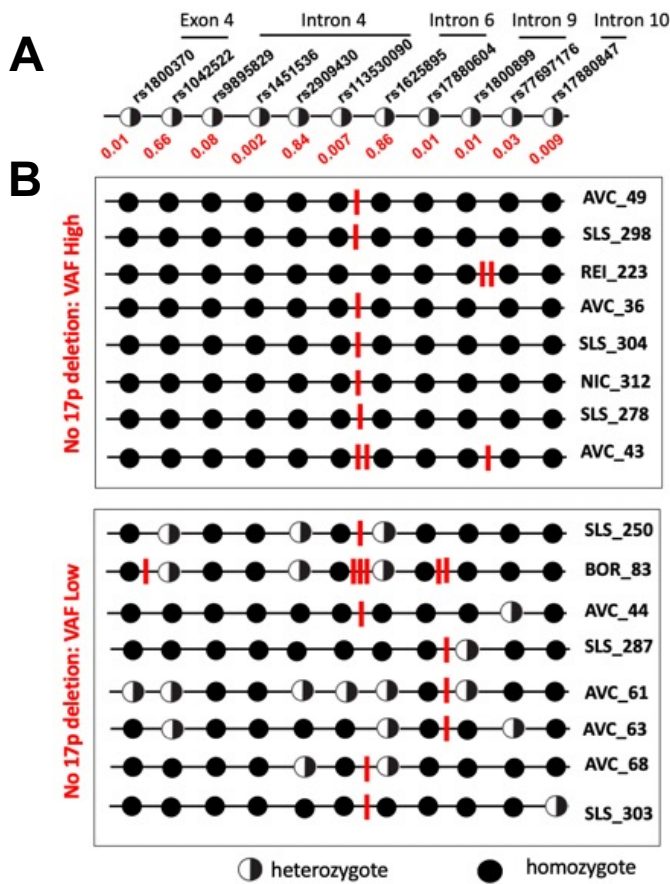 A
Exon 4
Intron 4
Intron 6
Intron 9
Intron 10
rs1800370
rs1042522
rs9895829
rs1451536
rs2909430
rs113530090
rs1625895
rs17880604
rs1800899
rs77697176
rs17880847
0.01
0.66
0.08
0.002
0.84
0.007
0.86
0.01
0.01
0.03
0.009
B
No 17p deletion: VAF High
AVC_49
SLS_298
REI_223
AVC_36
SLS_304
NIC_312
SLS_278
AVC_43
No 17p deletion: VAF Low
SLS_250
BOR_83
AVC_44
SLS_287
AVC_61
AVC_63
AVC_68
SLS_303
heterozygote
homozygote